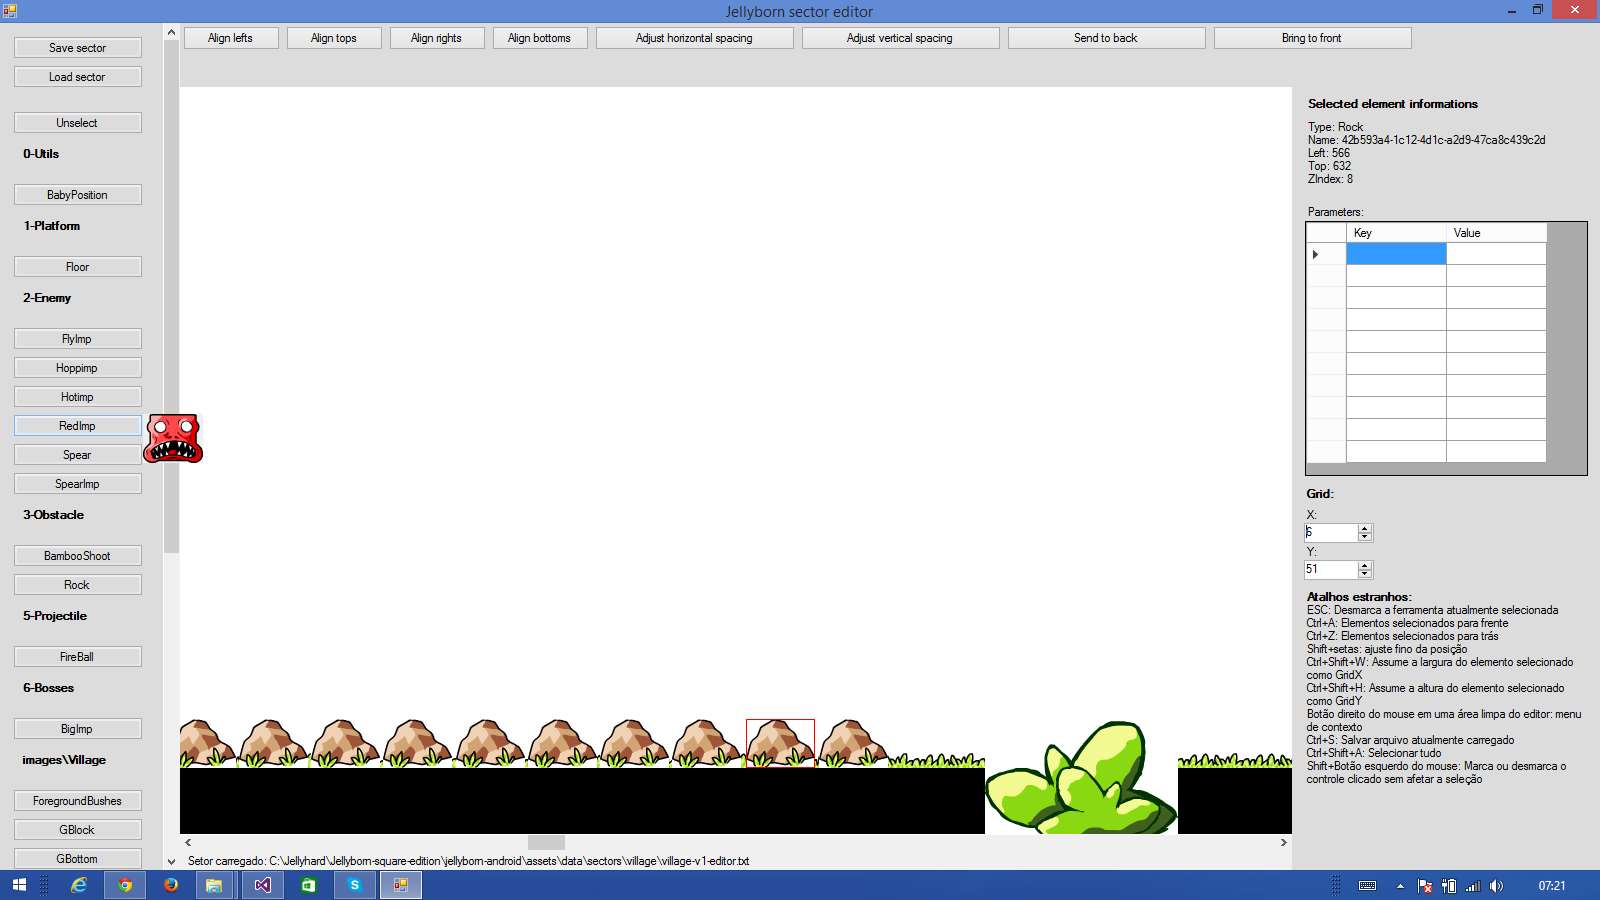 Jellyborn sector editor
Save sector
Load sector
Unselect
0-Utils
BabyPosition
1-Platform
Floor
2-Enemy
FlyImp
HoppImp
HotImp
RedImp
Spear
SpearImp
3-Obstacle
BambooShoot
Rock
5-Projectile
FireBall
6-Bosses
BigImp
images\Village
ForegroundBushes
GBlock
GBottom
Align lefts
Align tops
Align rights
Align bottoms
Adjust horizontal spacing
Adjust vertical spacing
Send to back
Bring to front
Selected element informations
Type: Rock
Name: 42b593a4-1c12-4d1c-a2d9-47ca8c439c2d
Left: 566
Top: 632
ZIndex: 8
Parameters:
Key Value
Grid:
X:
6
Y:
51
Atalhos estranhos:
ESC: Desmarca a ferramenta atualmente selecionada
Ctrl+A: Elementos selecionados para frente
Ctrl+Z: Elementos selecionados para trás
Shift+setas: ajuste fino da posição
Ctrl+Shift+W: Assume a largura do elemento selecionado
como GridX
Ctrl+Shift+H: Assume a altura do elemento selecionado
como GridY
Botão direito do mouse em uma área limpa do editor: menu
de contexto
Ctrl+S: Salvar arquivo atualmente carregado
Ctrl+Shift+A: Selecionar tudo
Shift+Botão esquerdo do mouse: Marca ou desmarca o
controle clicado sem afetar a seleção
Setor carregado: C:\Jellyhard\Jellyborn-square-edition\jellyborn-android\assets\data\sectors\village\village-v1-editor.txt
07:21